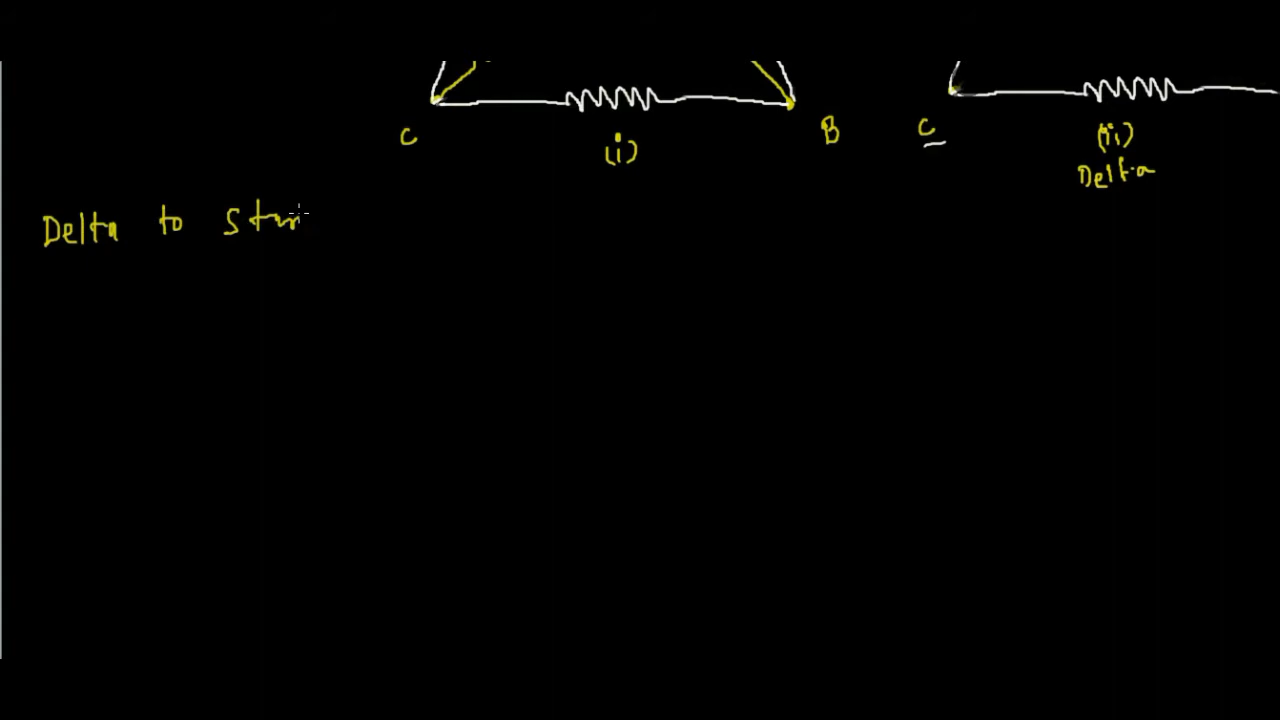 C
B
C
(i)
(ii)
Delta
Delta to Star